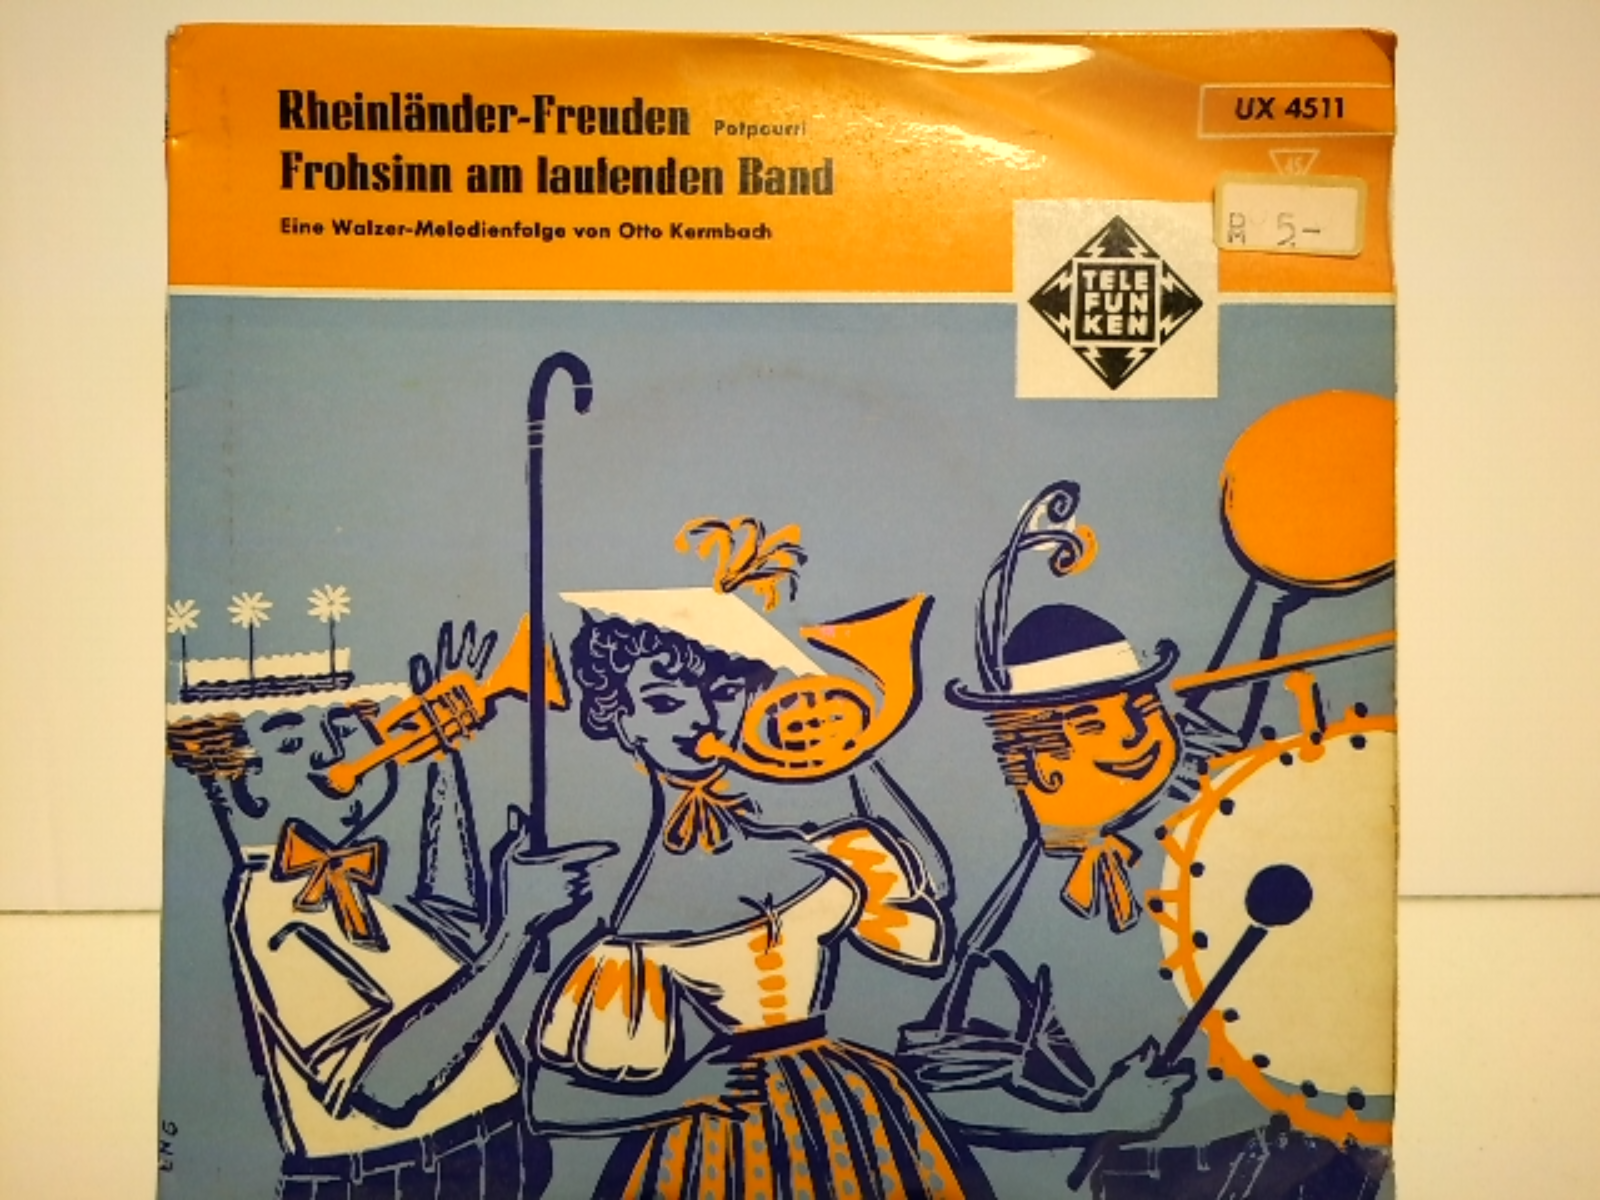 Rheinländer-Freuden Potpourri
Frohsinn am laufenden Band
Eine Walzer-Melodienfolge von Otto Kermbach
UX 4511
45
DM 5-
TELE
FUN
KEN